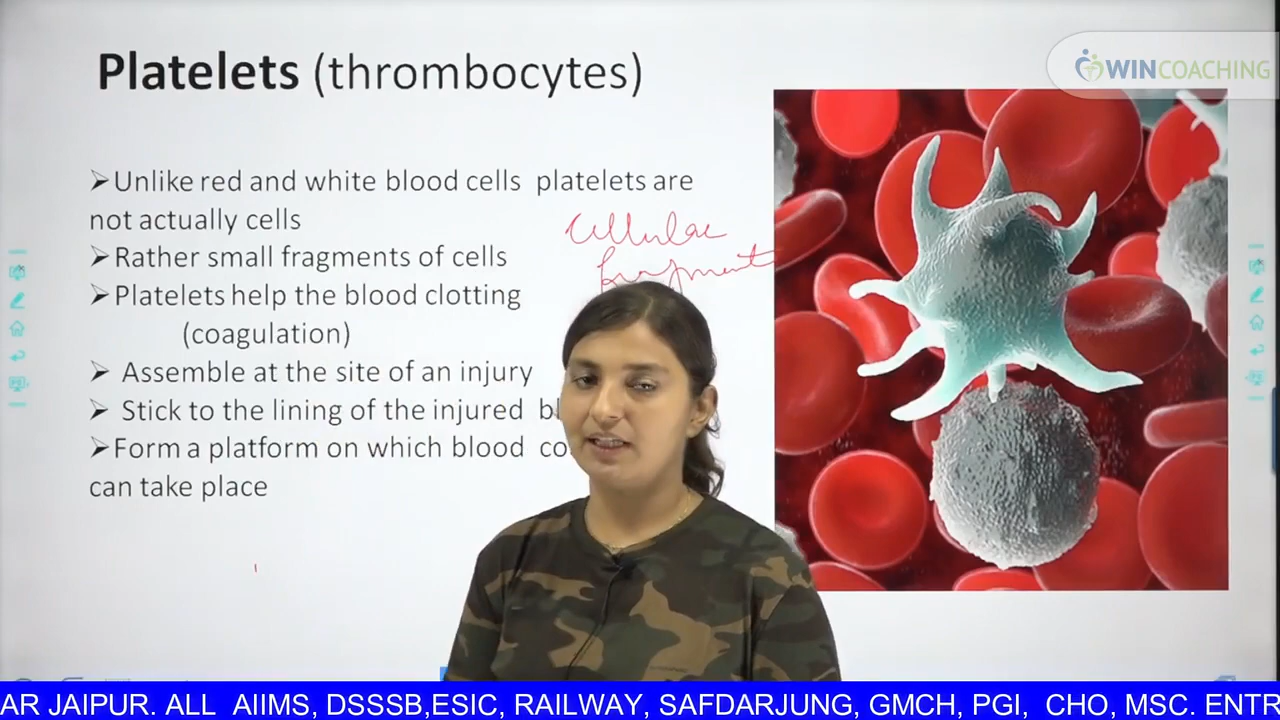 Platelets (thrombocytes)
WINCOACHING
➢Unlike red and white blood cells platelets are
not actually cells
cellular
fragment
➢Rather small fragments of cells
➢Platelets help the blood clotting
(coagulation)
➢ Assemble at the site of an injury
➢ Stick to the lining of the injured
➢Form a platform on which blood
can take place
AR JAIPUR. ALL AIIMS, DSSSB,ESIC, RAILWAY, SAFDARJUNG, GMCH, PGI, CHO, MSC. ENTR